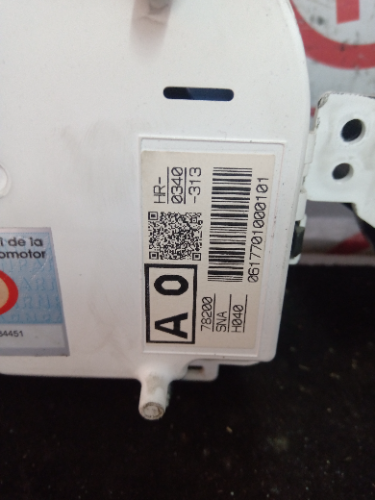 HR-
0340
-313
A 0
78200
SNA
H040
0617701000101
l de la
omotor
4451